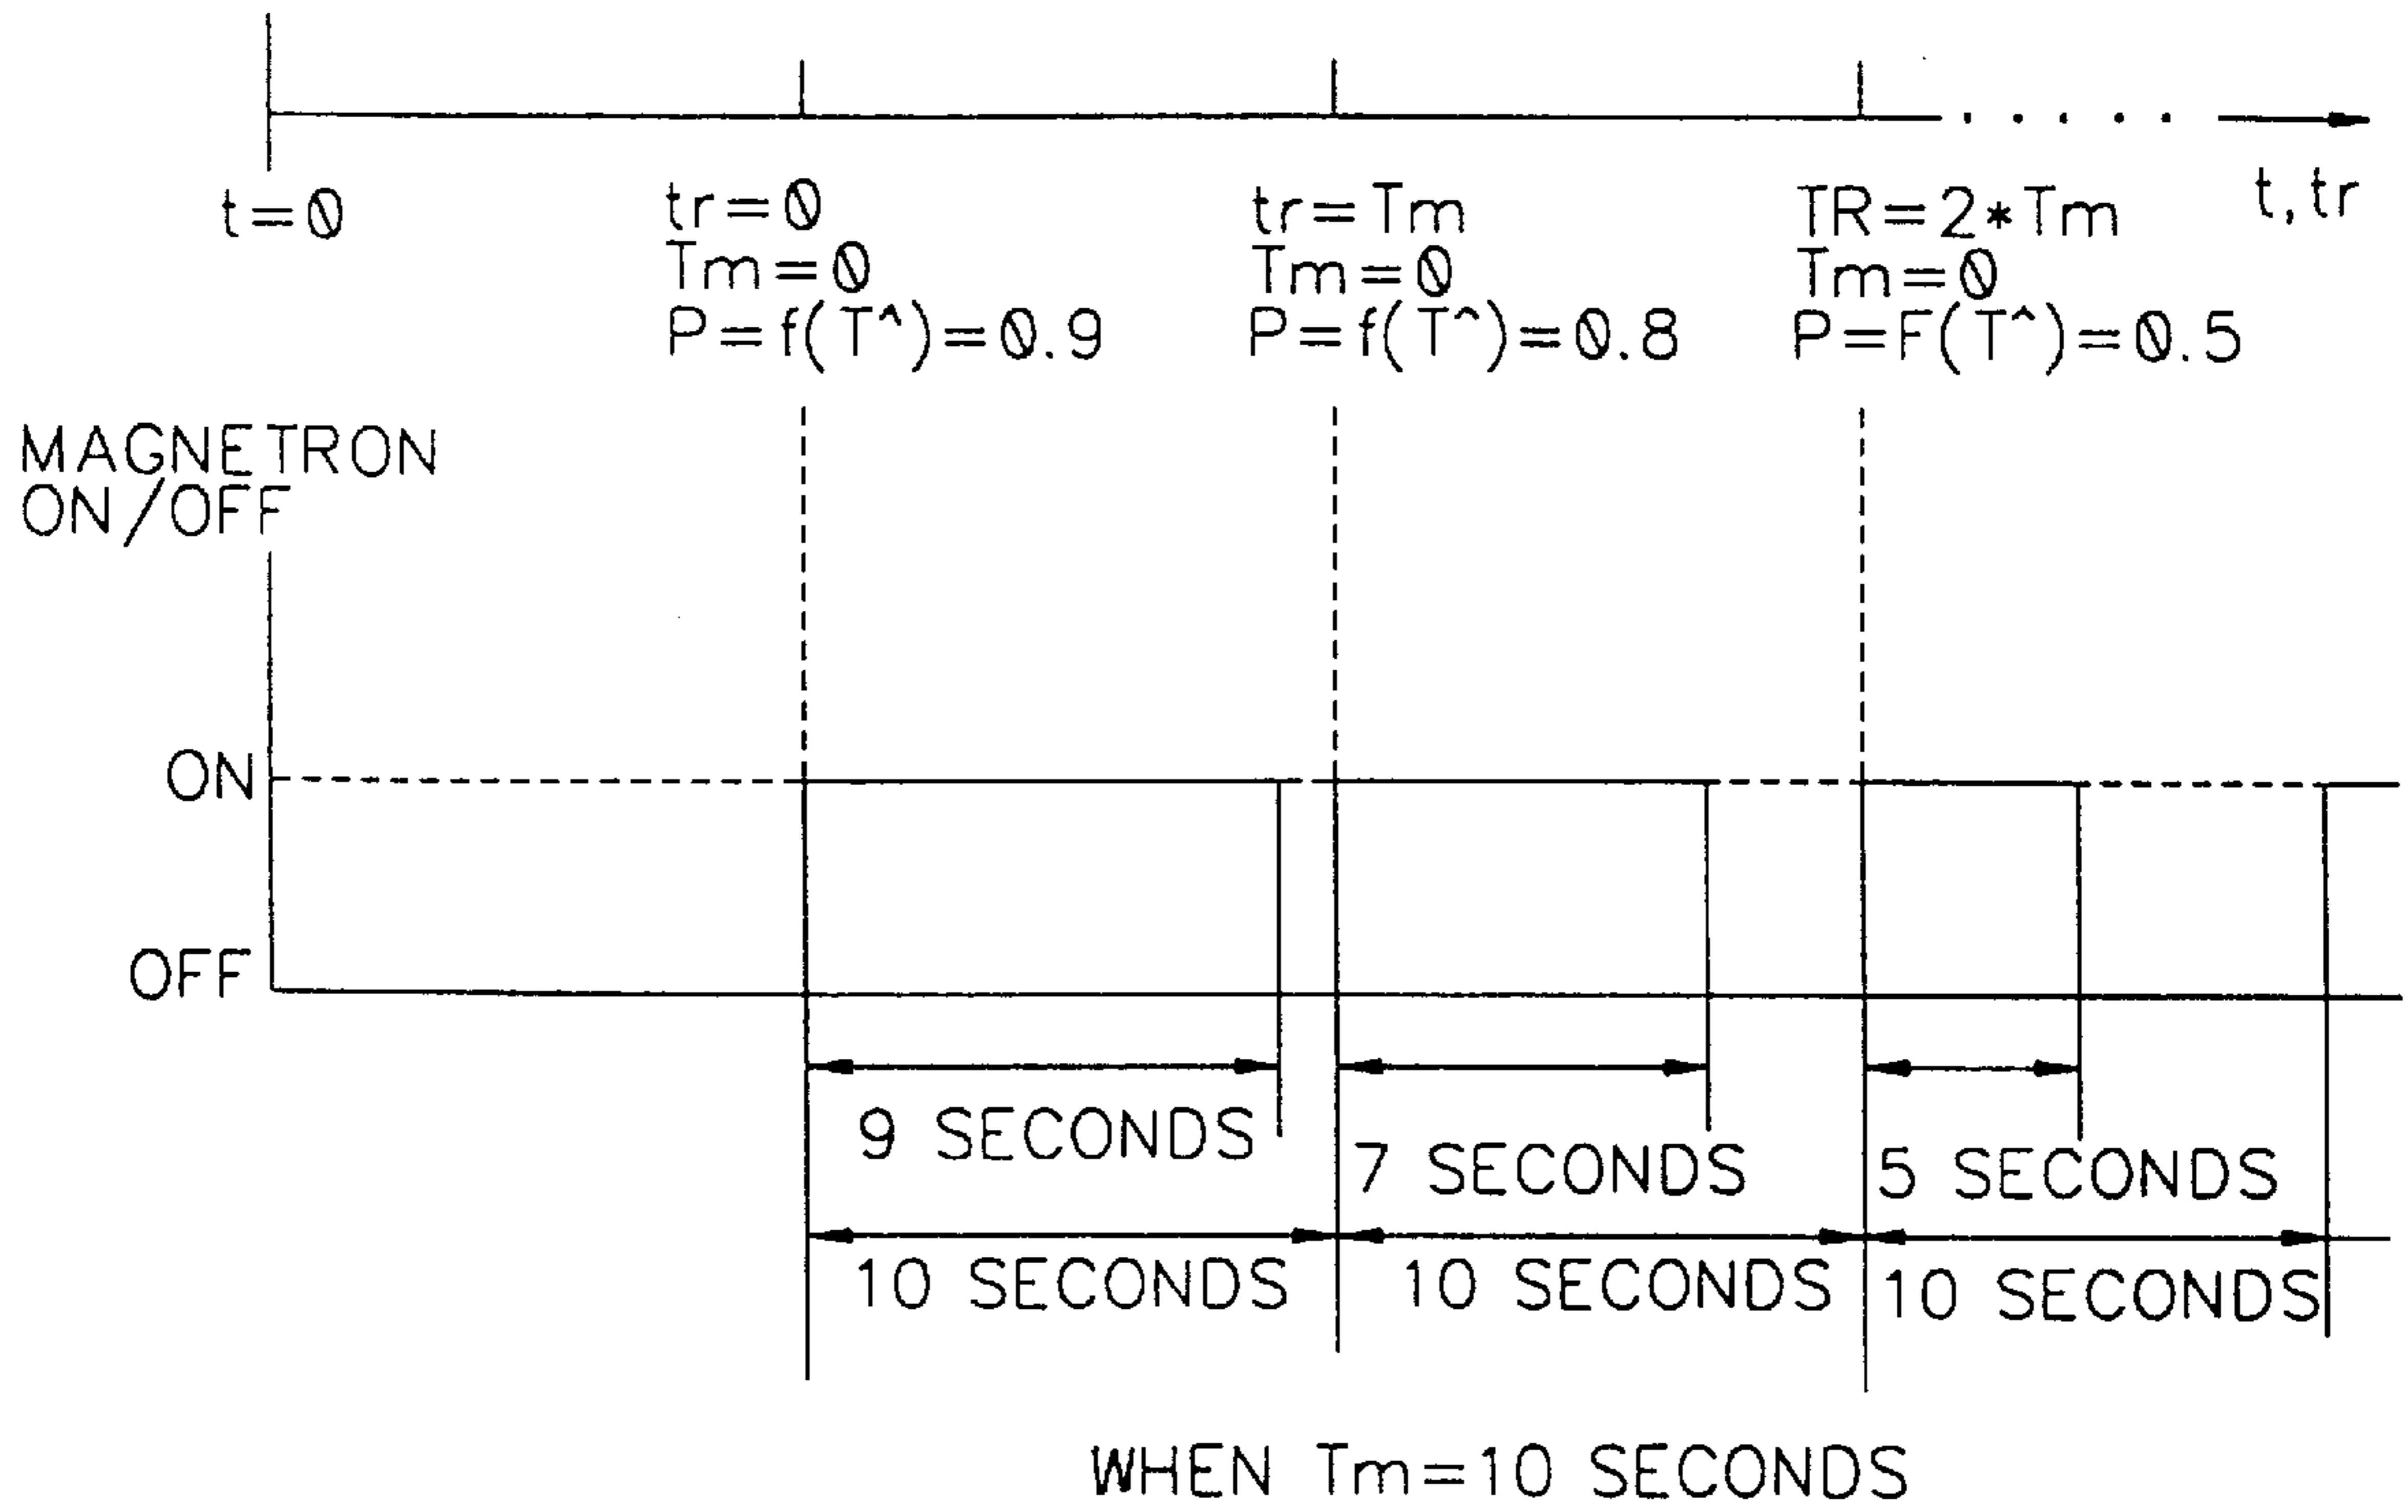 t=0
tr=0
Tm=0
P=f(T^)=0.9
tr=Tm
Tm=0
P=f(T^)=0.8
TR=2*Tm
Tm=0
P=F(T^)=0.5
t,tr
MAGNETRON
ON/OFF
ON
OFF
9 SECONDS
7 SECONDS
5 SECONDS
10 SECONDS
10 SECONDS
10 SECONDS
WHEN Tm=10 SECONDS